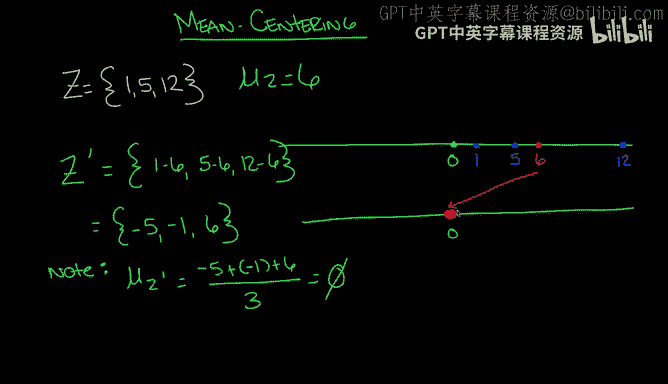 GPT中英字幕课程资源@bilibili.com
GPT中英字幕课程资源 bilibili
MEAN-CENTERING
Z={1,5,12} μz=6
Z'={1-6, 5-6, 12-6}
0 1 5 6 12
={-5,-1,6}
0
NOTE: μz'= -5+(-1)+6 / 3 = ∅